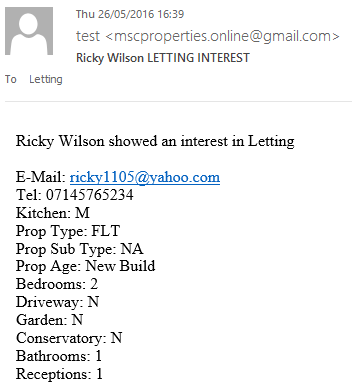 Thu 26/05/2016 16:39
test <mscproperties.online@gmail.com>
Ricky Wilson LETTING INTEREST
To Letting
Ricky Wilson showed an interest in Letting
E-Mail: ricky1105@yahoo.com
Tel: 07145765234
Kitchen: M
Prop Type: FLT
Prop Sub Type: NA
Prop Age: New Build
Bedrooms: 2
Driveway: N
Garden: N
Conservatory: N
Bathrooms: 1
Receptions: 1